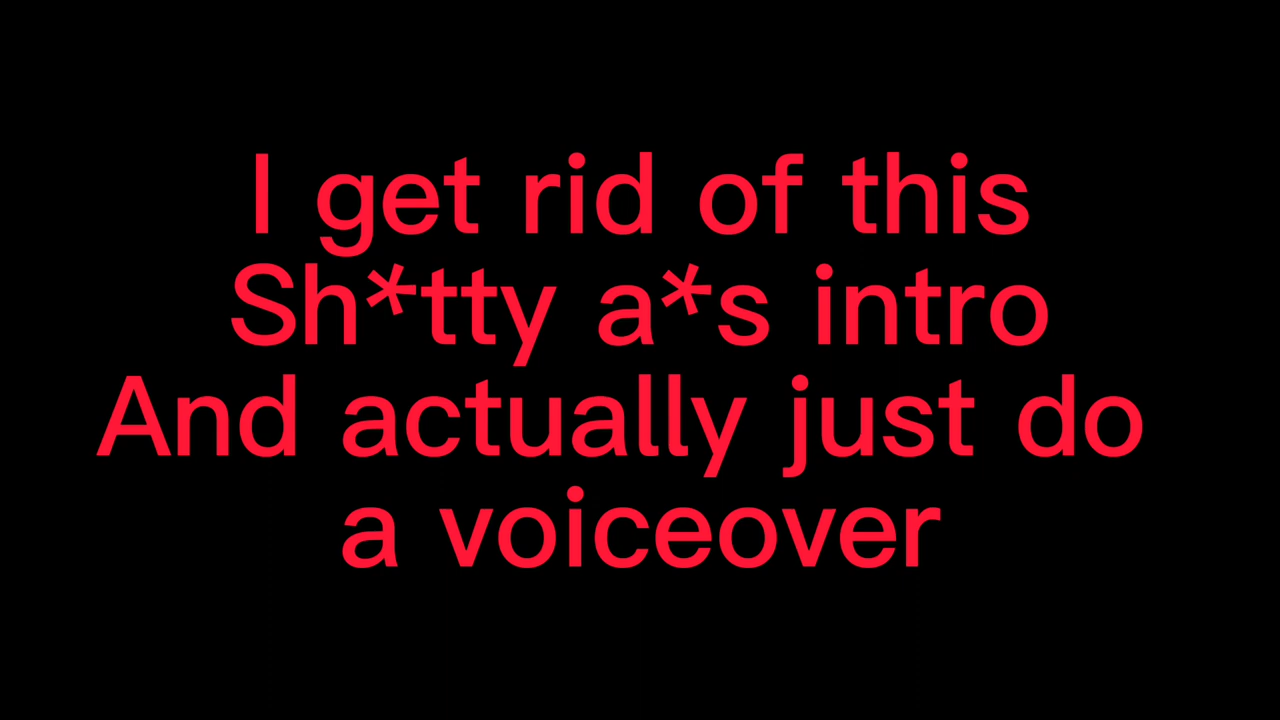 I get rid of this
Sh*tty a*s intro
And actually just do
a voiceover